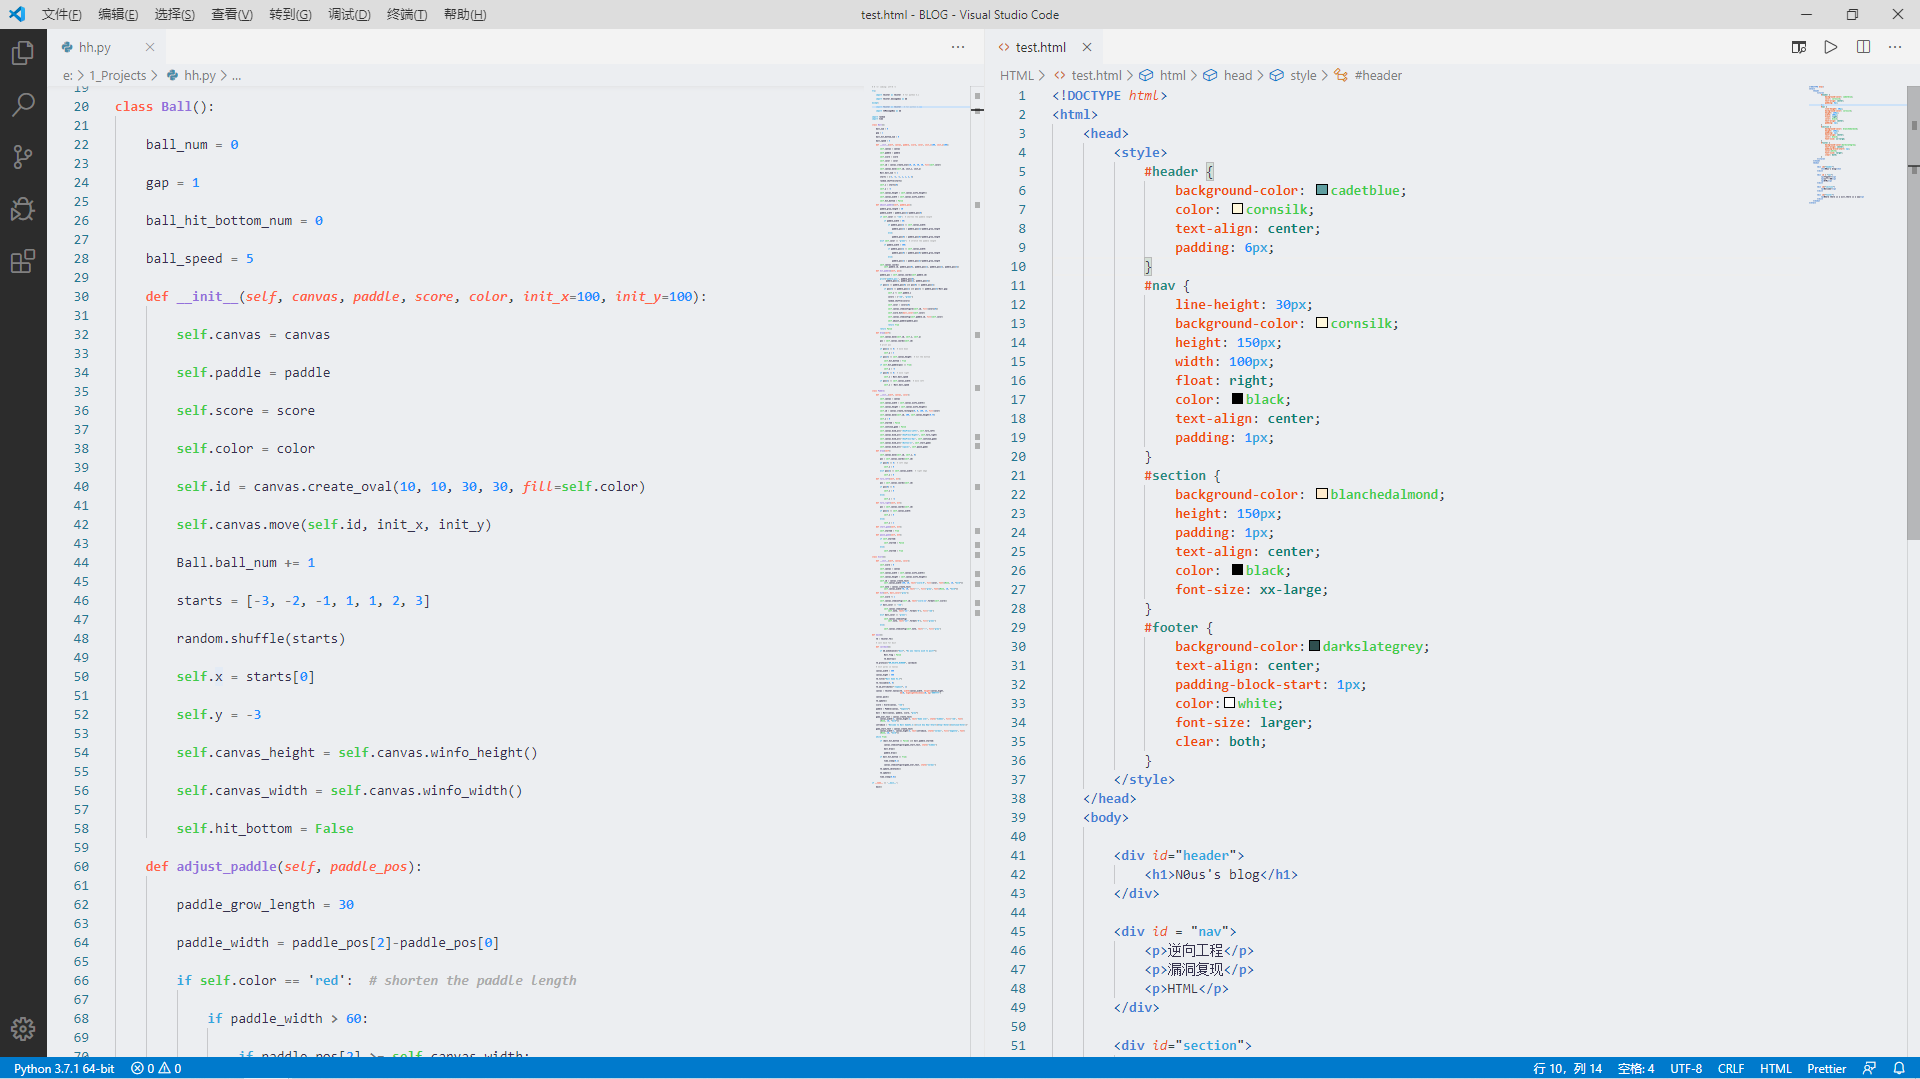 文件(F) 编辑(E) 选择(S) 查看(V) 转到(G) 调试(D) 终端(T) 帮助(H)
test.html - BLOG - Visual Studio Code
hh.py
e: > 1_Projects > hh.py > ...
19
20 class Ball():
21
22 ball_num = 0
23
24 gap = 1
25
26 ball_hit_bottom_num = 0
27
28 ball_speed = 5
29
30 def __init__(self, canvas, paddle, score, color, init_x=100, init_y=100):
31
32 self.canvas = canvas
33
34 self.paddle = paddle
35
36 self.score = score
37
38 self.color = color
39
40 self.id = canvas.create_oval(10, 10, 30, 30, fill=self.color)
41
42 self.canvas.move(self.id, init_x, init_y)
43
44 Ball.ball_num += 1
45
46 starts = [-3, -2, -1, 1, 1, 2, 3]
47
48 random.shuffle(starts)
49
50 self.x = starts[0]
51
52 self.y = -3
53
54 self.canvas_height = self.canvas.winfo_height()
55
56 self.canvas_width = self.canvas.winfo_width()
57
58 self.hit_bottom = False
59
60 def adjust_paddle(self, paddle_pos):
61
62 paddle_grow_length = 30
63
64 paddle_width = paddle_pos[2]-paddle_pos[0]
65
66 if self.color == 'red': # shorten the paddle length
67
68 if paddle_width > 60:
69
70 if paddle_pos[2] >= self.canvas_width:
test.html
HTML > test.html > html > head > style > #header
1 <!DOCTYPE html>
2 <html>
3 <head>
4 <style>
5 #header {
6 background-color: cadetblue;
7 color: cornsilk;
8 text-align: center;
9 padding: 6px;
10 }
11 #nav {
12 line-height: 30px;
13 background-color: cornsilk;
14 height: 150px;
15 width: 100px;
16 float: right;
17 color: black;
18 text-align: center;
19 padding: 1px;
20 }
21 #section {
22 background-color: blanchedalmond;
23 height: 150px;
24 padding: 1px;
25 text-align: center;
26 color: black;
27 font-size: xx-large;
28 }
29 #footer {
30 background-color: darkslategrey;
31 text-align: center;
32 padding-block-start: 1px;
33 color: white;
34 font-size: larger;
35 clear: both;
36 }
37 </style>
38 </head>
39 <body>
40
41 <div id="header">
42 <h1>N0us's blog</h1>
43 </div>
44
45 <div id = "nav">
46 <p>逆向工程</p>
47 <p>漏洞复现</p>
48 <p>HTML</p>
49 </div>
50
51 <div id="section">
Python 3.7.1 64-bit 0 0 行 10，列 14 空格: 4 UTF-8 CRLF HTML Prettier